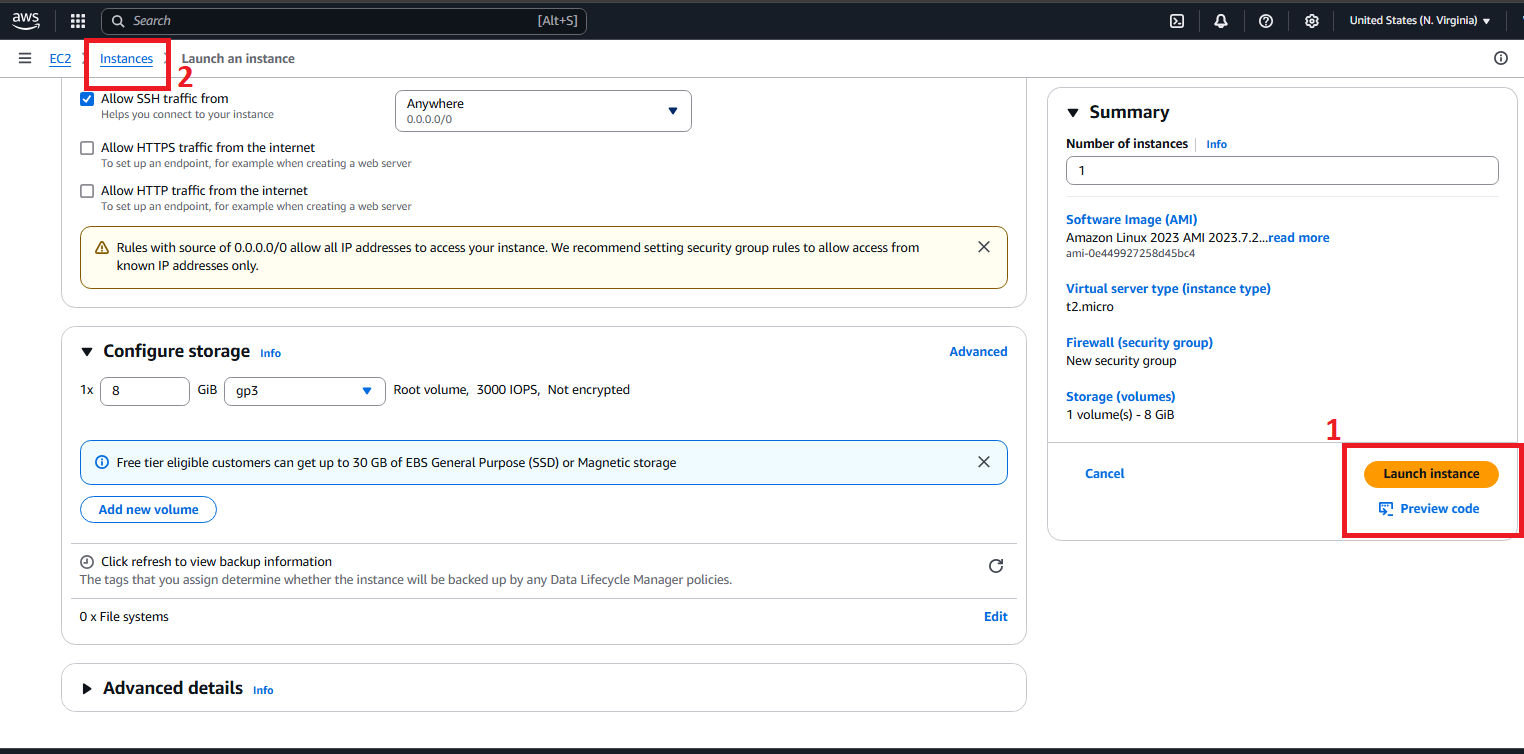 aws
Search [Alt+S]
United States (N. Virginia)
EC2 Instances Launch an instance
2
Allow SSH traffic from
Helps you connect to your instance
Anywhere
0.0.0.0/0
Allow HTTPS traffic from the internet
To set up an endpoint, for example when creating a web server
Allow HTTP traffic from the internet
To set up an endpoint, for example when creating a web server
Rules with source of 0.0.0.0/0 allow all IP addresses to access your instance. We recommend setting security group rules to allow access from
known IP addresses only.
Configure storage Info
Advanced
1x 8 GiB gp3 Root volume, 3000 IOPS, Not encrypted
Free tier eligible customers can get up to 30 GB of EBS General Purpose (SSD) or Magnetic storage
Add new volume
Click refresh to view backup information
The tags that you assign determine whether the instance will be backed up by any Data Lifecycle Manager policies.
0 x File systems
Edit
Advanced details Info
Summary
Number of instances Info
1
Software Image (AMI)
Amazon Linux 2023 AMI 2023.7.2...read more
ami-0e449927258d45bc4
Virtual server type (instance type)
t2.micro
Firewall (security group)
New security group
Storage (volumes)
1 volume(s) - 8 GiB
1
Cancel
Launch instance
Preview code